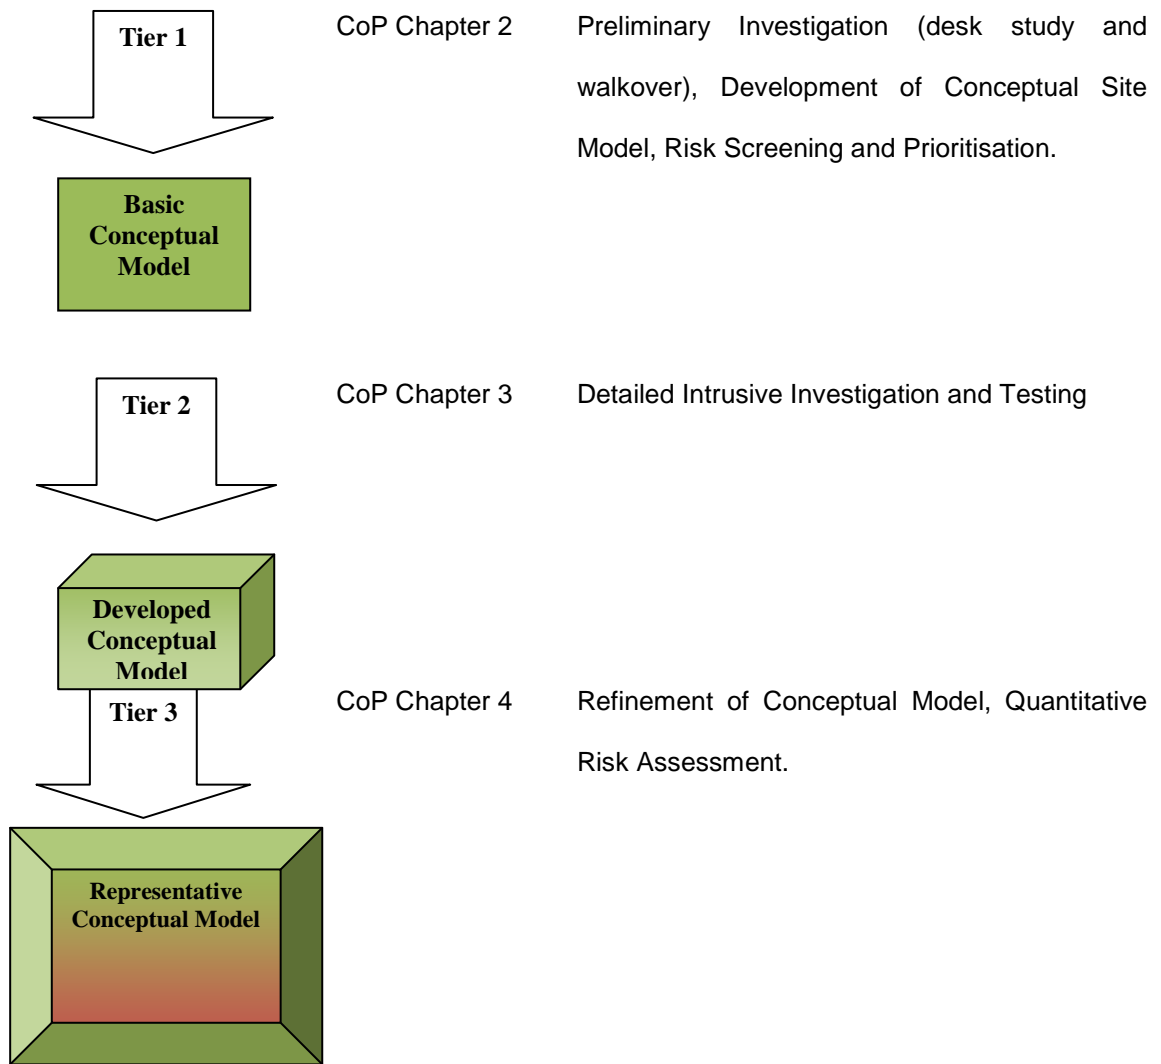 Tier 1
CoP Chapter 2
Preliminary Investigation (desk study and
walkover), Development of Conceptual Site
Model, Risk Screening and Prioritisation.
Basic
Conceptual
Model
Tier 2
CoP Chapter 3
Detailed Intrusive Investigation and Testing
Developed
Conceptual
Model
Tier 3
CoP Chapter 4
Refinement of Conceptual Model, Quantitative
Risk Assessment.
Representative
Conceptual Model